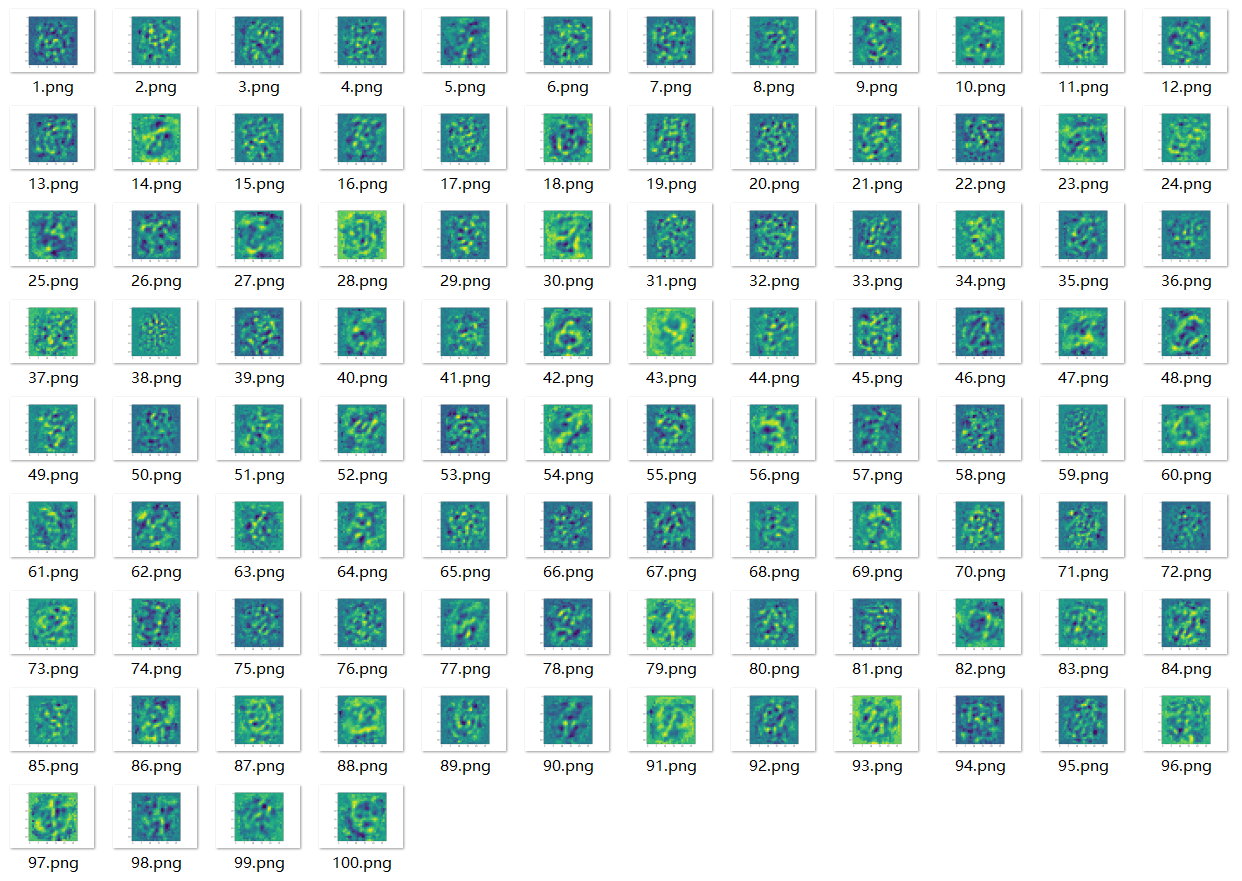 1.png 2.png 3.png 4.png 5.png 6.png 7.png 8.png 9.png 10.png 11.png 12.png
13.png 14.png 15.png 16.png 17.png 18.png 19.png 20.png 21.png 22.png 23.png 24.png
25.png 26.png 27.png 28.png 29.png 30.png 31.png 32.png 33.png 34.png 35.png 36.png
37.png 38.png 39.png 40.png 41.png 42.png 43.png 44.png 45.png 46.png 47.png 48.png
49.png 50.png 51.png 52.png 53.png 54.png 55.png 56.png 57.png 58.png 59.png 60.png
61.png 62.png 63.png 64.png 65.png 66.png 67.png 68.png 69.png 70.png 71.png 72.png
73.png 74.png 75.png 76.png 77.png 78.png 79.png 80.png 81.png 82.png 83.png 84.png
85.png 86.png 87.png 88.png 89.png 90.png 91.png 92.png 93.png 94.png 95.png 96.png
97.png 98.png 99.png 100.png